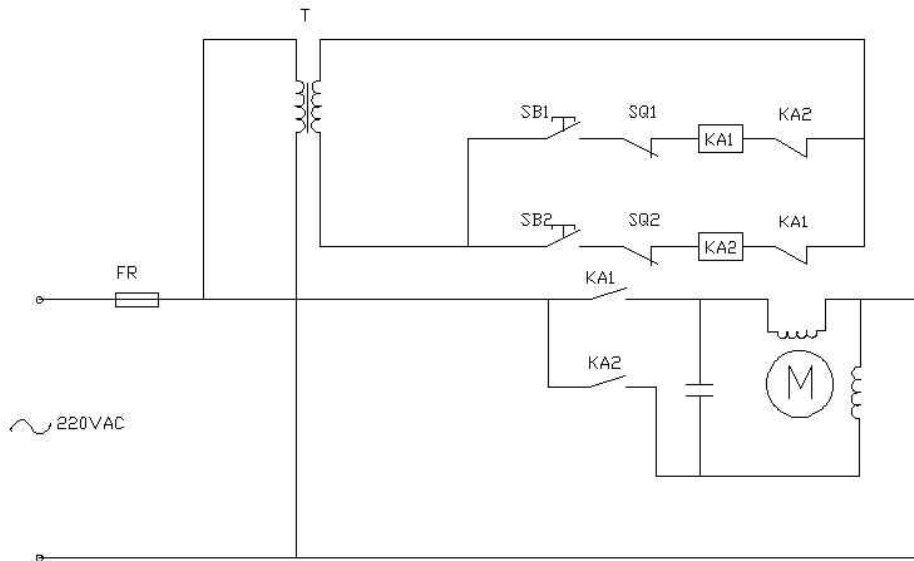 T
SB1 SQ1 KA1 KA2
SB2 SQ2 KA2 KA1
FR KA1
KA2 M
220VAC